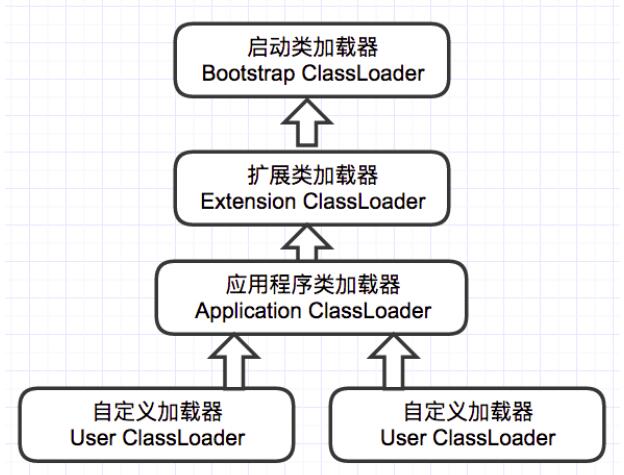 启动类加载器
Bootstrap ClassLoader
扩展类加载器
Extension ClassLoader
应用程序类加载器
Application ClassLoader
自定义加载器
User ClassLoader
自定义加载器
User ClassLoader